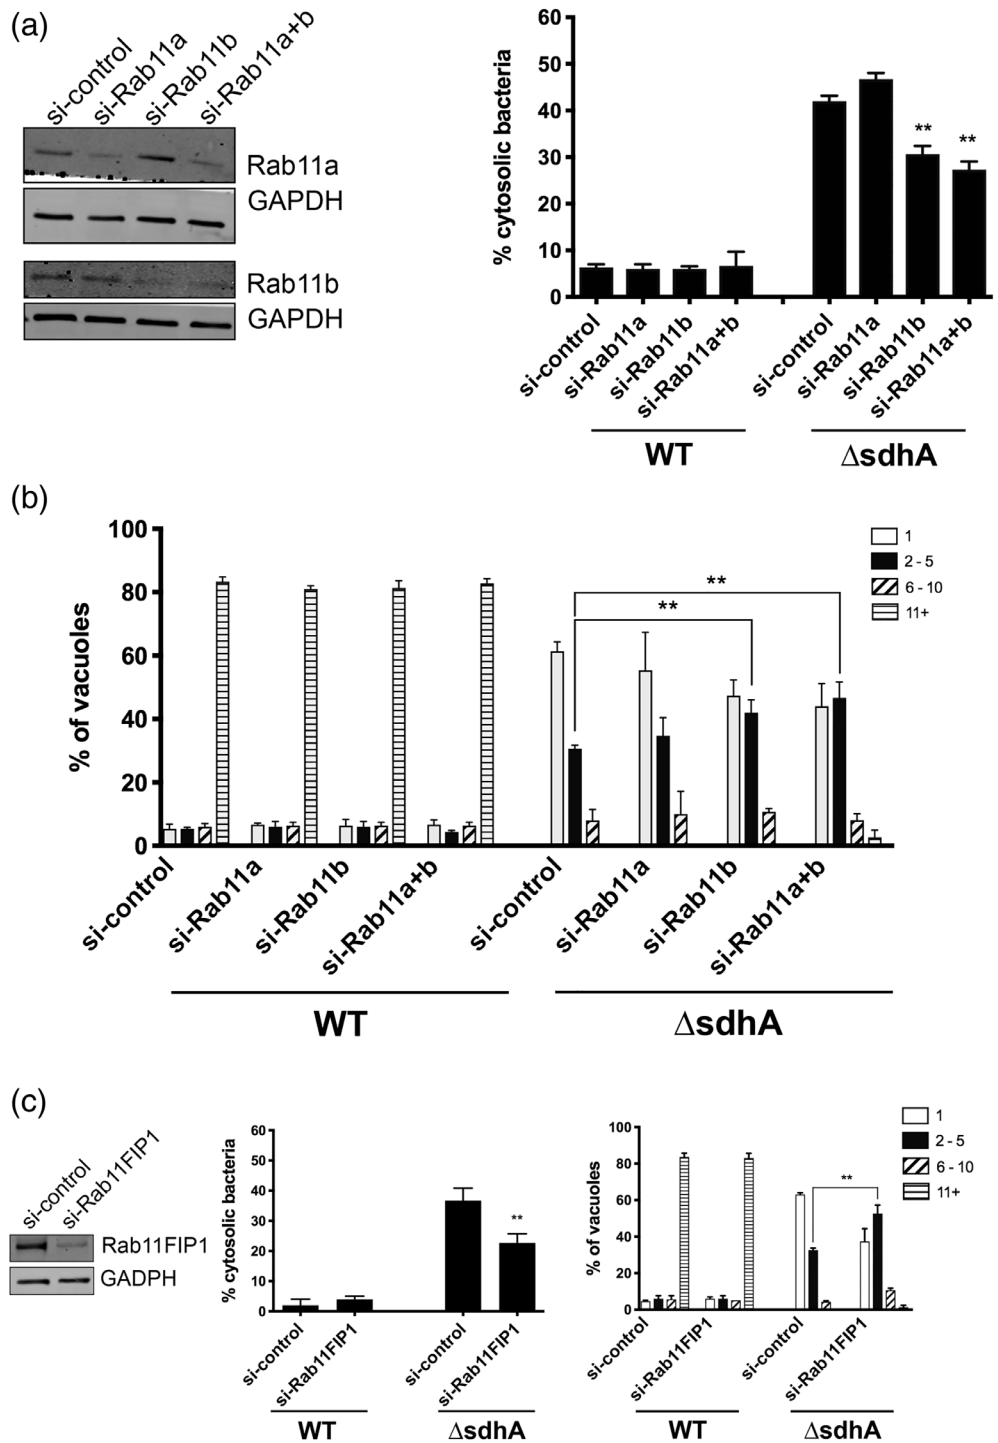 (a)
si-control
si-Rab11a
si-Rab11b
si-Rab11a+b
Rab11a
GAPDH
Rab11b
GAPDH
% cytosolic bacteria
60
50
40
30
20
10
0
**
**
si-control
si-Rab11a
si-Rab11b
si-Rab11a+b
si-control
si-Rab11a
si-Rab11b
si-Rab11a+b
WT
ΔsdhA
(b)
% of vacuoles
100
80
60
40
20
0
1
2 - 5
6 - 10
11+
**
**
si-control
si-Rab11a
si-Rab11b
si-Rab11a+b
si-control
si-Rab11a
si-Rab11b
si-Rab11a+b
WT
ΔsdhA
(c)
si-control
si-Rab11FIP1
Rab11FIP1
GADPH
% cytosolic bacteria
60
50
40
30
20
10
0
**
si-control
si-Rab11FIP1
si-control
si-Rab11FIP1
WT
ΔsdhA
% of vacuoles
100
80
60
40
20
0
1
2 - 5
6 - 10
11+
**
si-control
si-Rab11FIP1
si-control
si-Rab11FIP1
WT
ΔsdhA